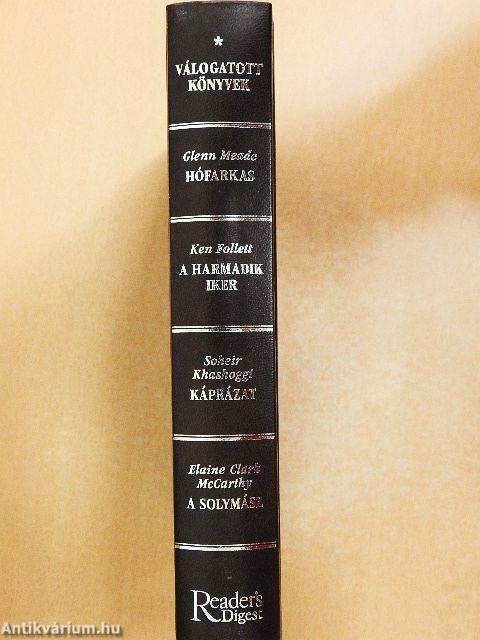 *
VÁLOGATOTT
KÖNYVEK
Glenn Meade
HÓFARKAS
Ken Follett
A HARMADIK
IKER
Soheir
Khashoggi
KÁPRÁZAT
Elaine Clark
McCarthy
A SOLYMÁSZ
Reader's
Digest
Antikvárium.hu